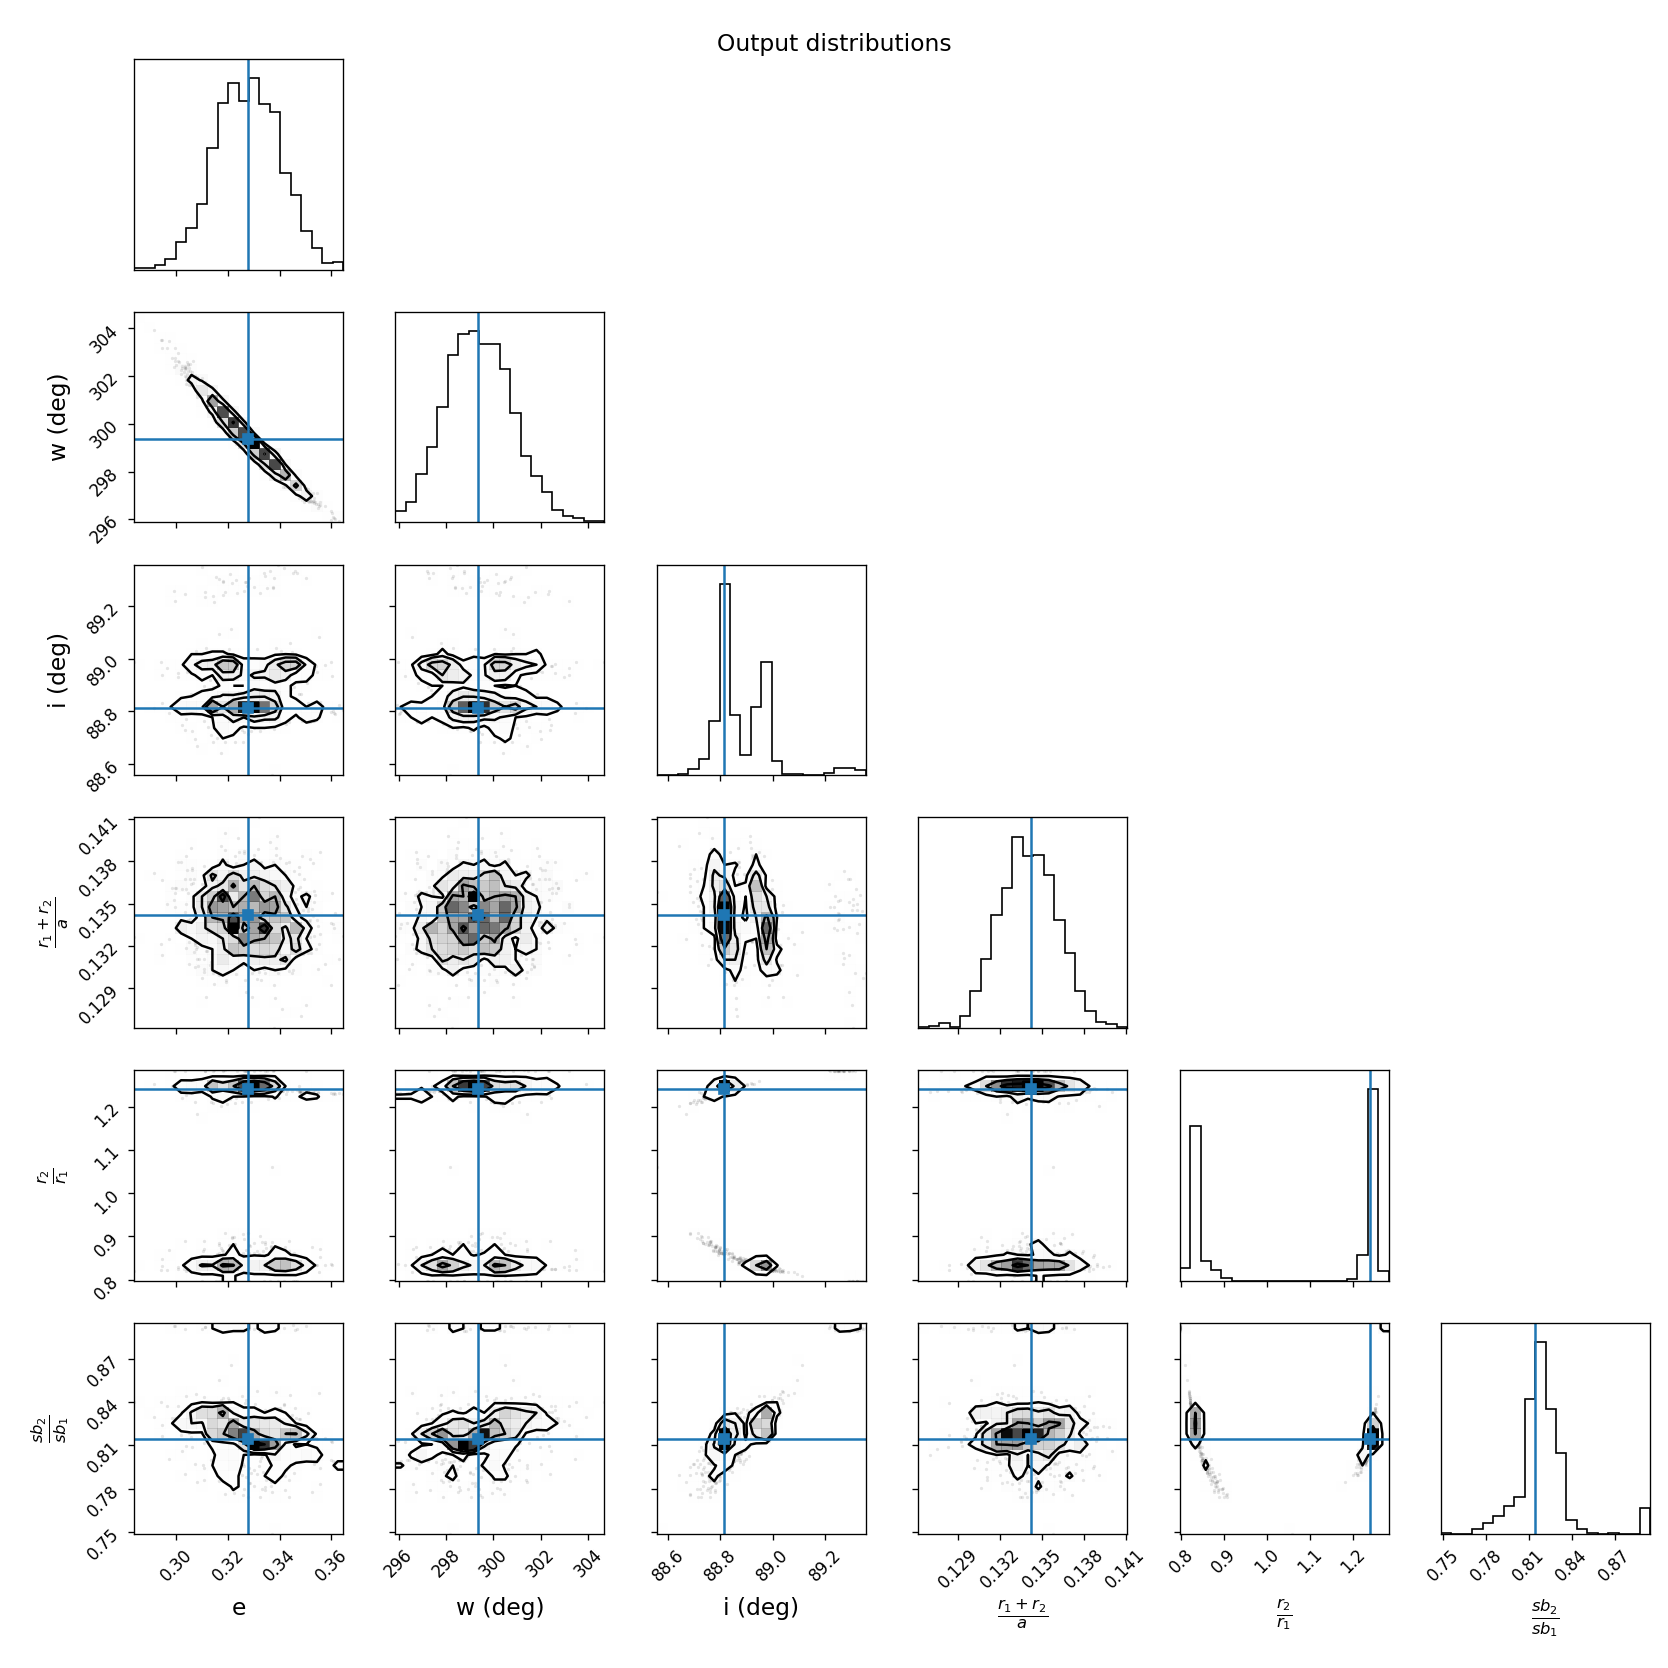 Output distributions
304
302
300
298
296
w (deg)
89.2
89.0
88.8
88.6
i (deg)
0.141
0.138
0.135
0.132
0.129
r1 + r2
a
1.2
1.1
1.0
0.9
0.8
r2
r1
0.87
0.84
0.81
0.78
0.75
sb2
sb1
0.30 0.32 0.34 0.36 296 298 300 302 304 88.6 88.8 89.0 89.2 0.129 0.132 0.135 0.138 0.141 0.8 0.9 1.0 1.1 1.2 0.75 0.78 0.81 0.84 0.87
e w (deg) i (deg) r1 + r2 r2 sb2
a r1 sb1